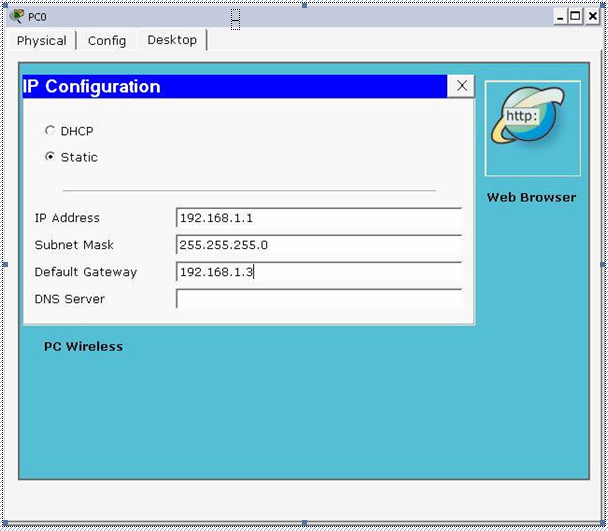 PC0
Physical Config Desktop
IP Configuration
DHCP
Static
IP Address 192.168.1.1
Subnet Mask 255.255.255.0
Default Gateway 192.168.1.3
DNS Server
http:
Web Browser
PC Wireless